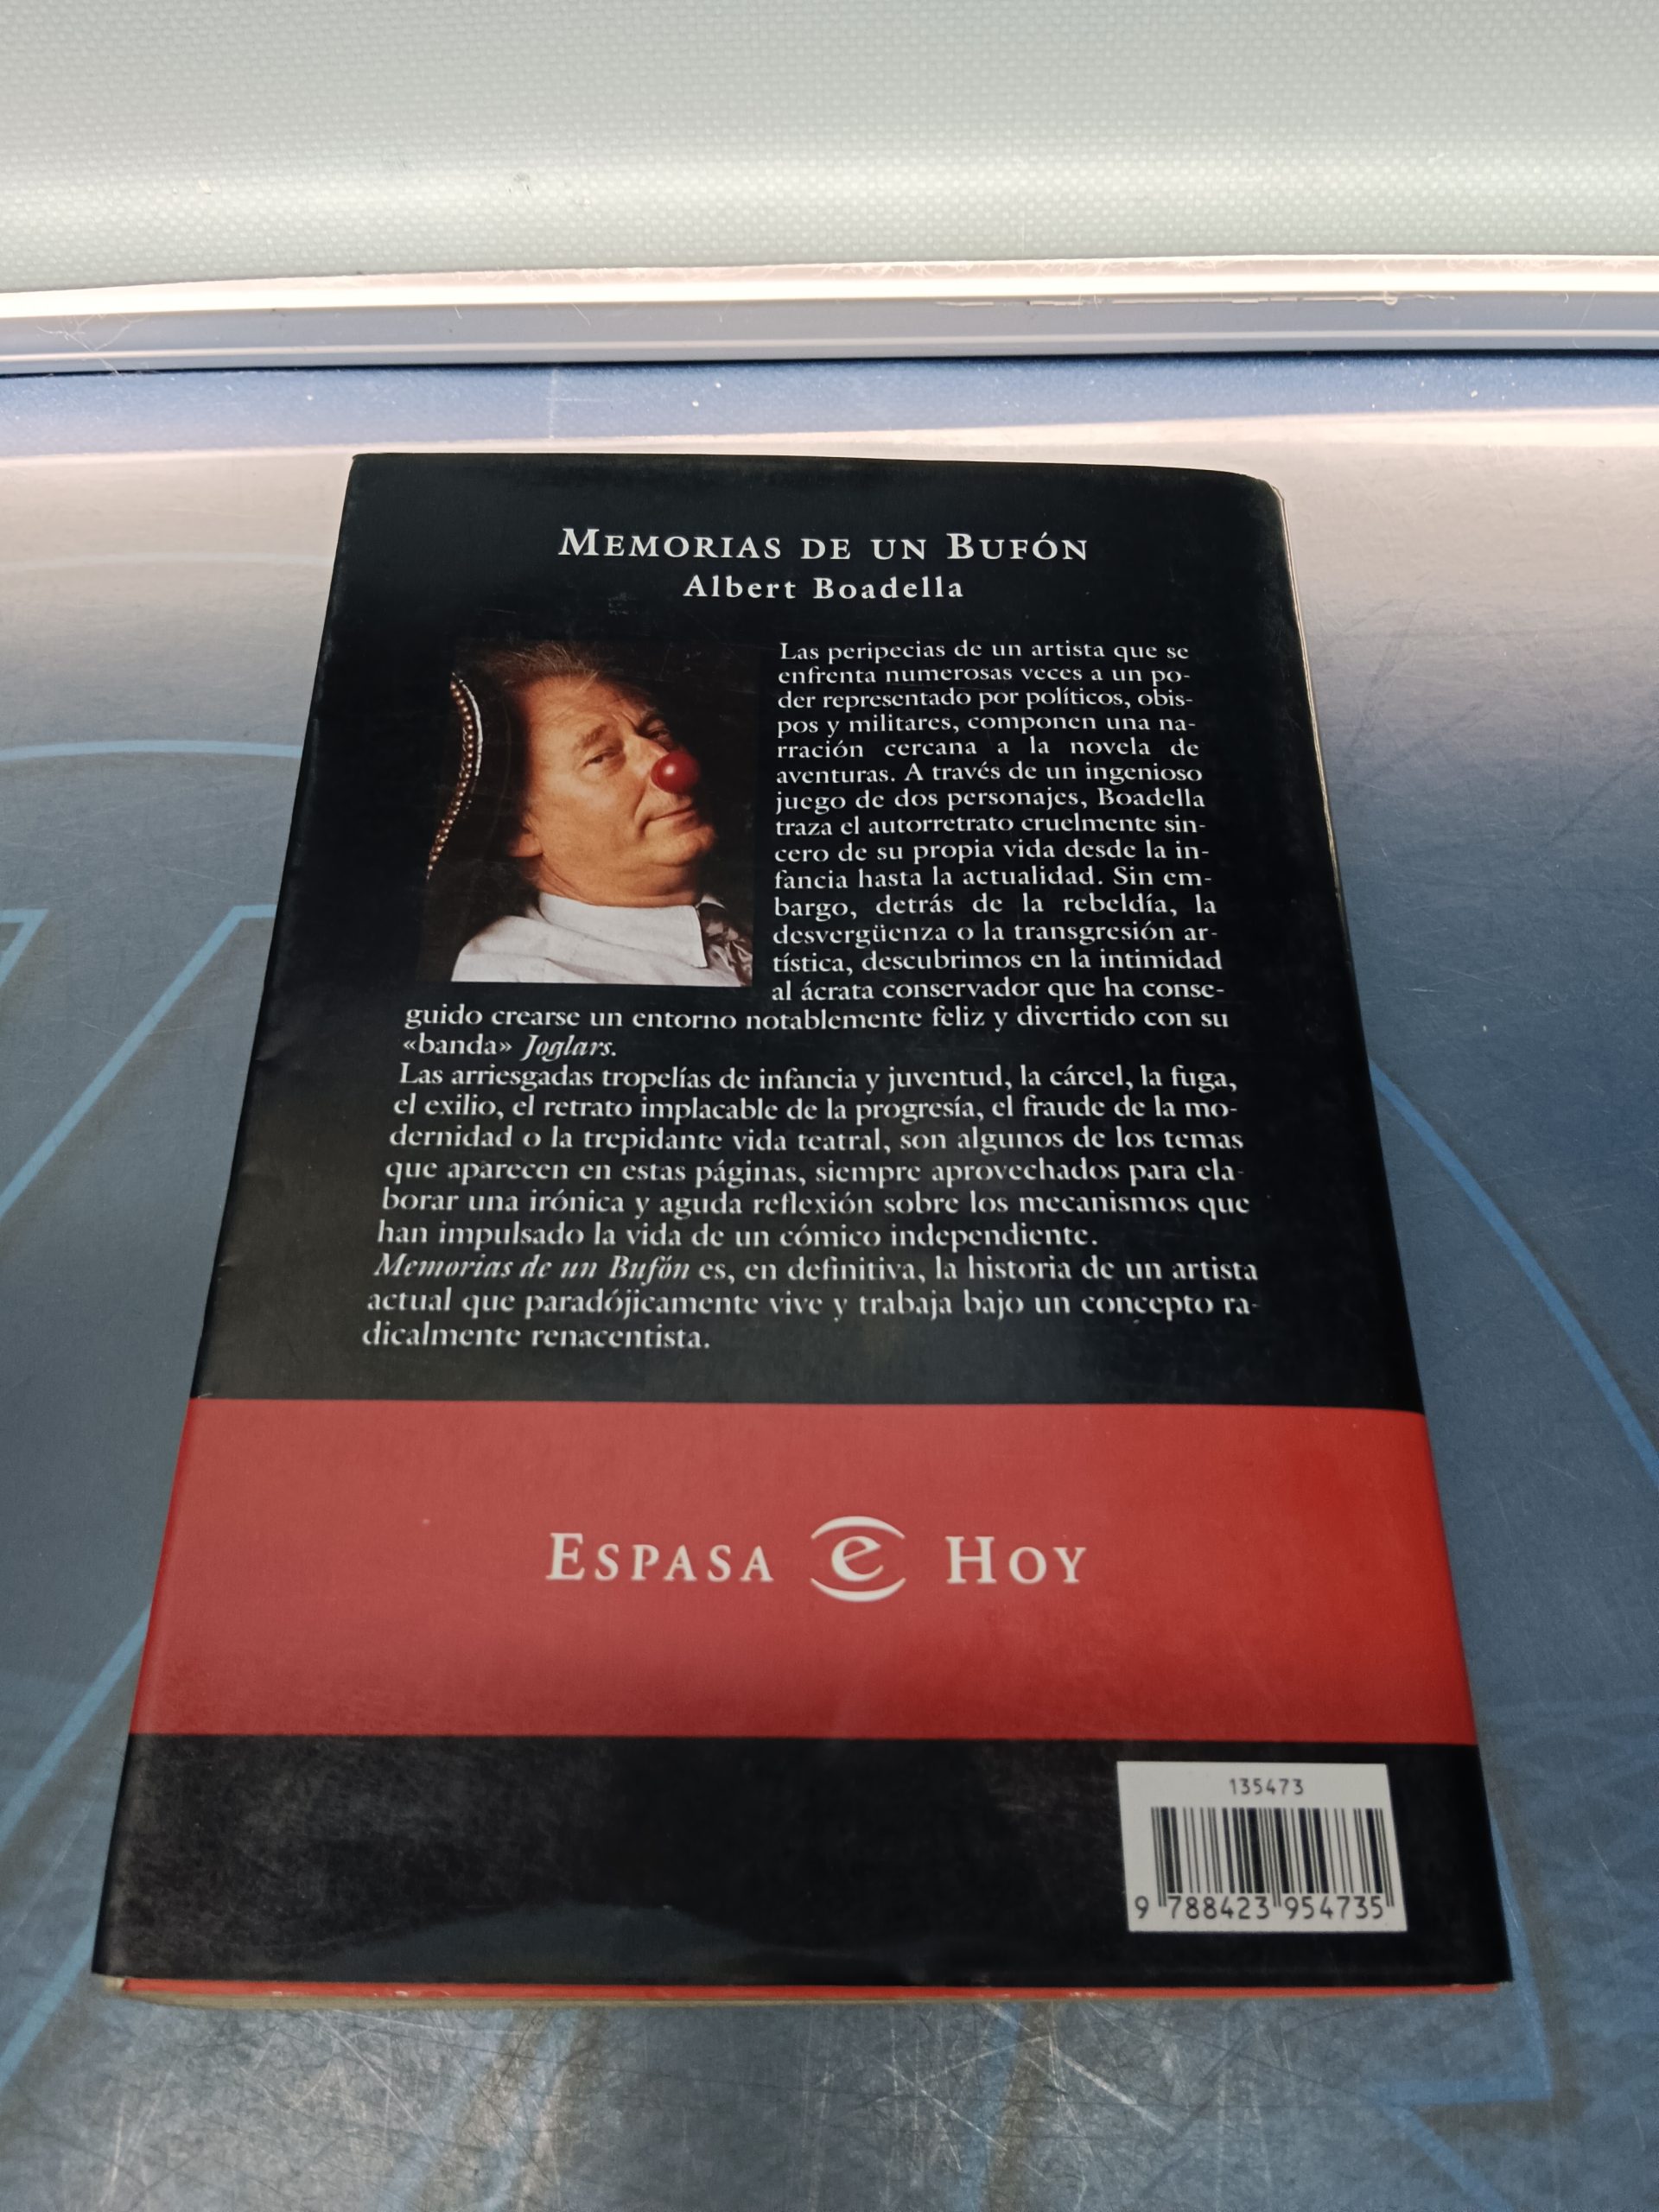 MEMORIAS DE UN BUFÓN
Albert Boadella
Las peripecias de un artista que se
enfrenta numerosas veces a un po-
der representado por políticos, obis-
pos y militares, componen una na-
rración cercana a la novela de
aventuras. A través de un ingenioso
juego de dos personajes, Boadella
traza el autorretrato cruelmente sin-
cero de su propia vida desde la in-
fancia hasta la actualidad. Sin em-
bargo, detrás de la rebeldía, la
desvergüenza o la transgresión ar-
tística, descubrimos en la intimidad
al ácrata conservador que ha conse-
guido crearse un entorno notablemente feliz y divertido con su
«banda» Joglars.
Las arriesgadas tropelías de infancia y juventud, la cárcel, la fuga,
el exilio, el retrato implacable de la progresía, el fraude de la mo-
dernidad o la trepidante vida teatral, son algunos de los temas
que aparecen en estas páginas, siempre aprovechados para ela-
borar una irónica y aguda reflexión sobre los mecanismos que
han impulsado la vida de un cómico independiente.
Memorias de un Bufón es, en definitiva, la historia de un artista
actual que paradójicamente vive y trabaja bajo un concepto ra-
dicalmente renacentista.
ESPASA e HOY
135473
9 788423 954735